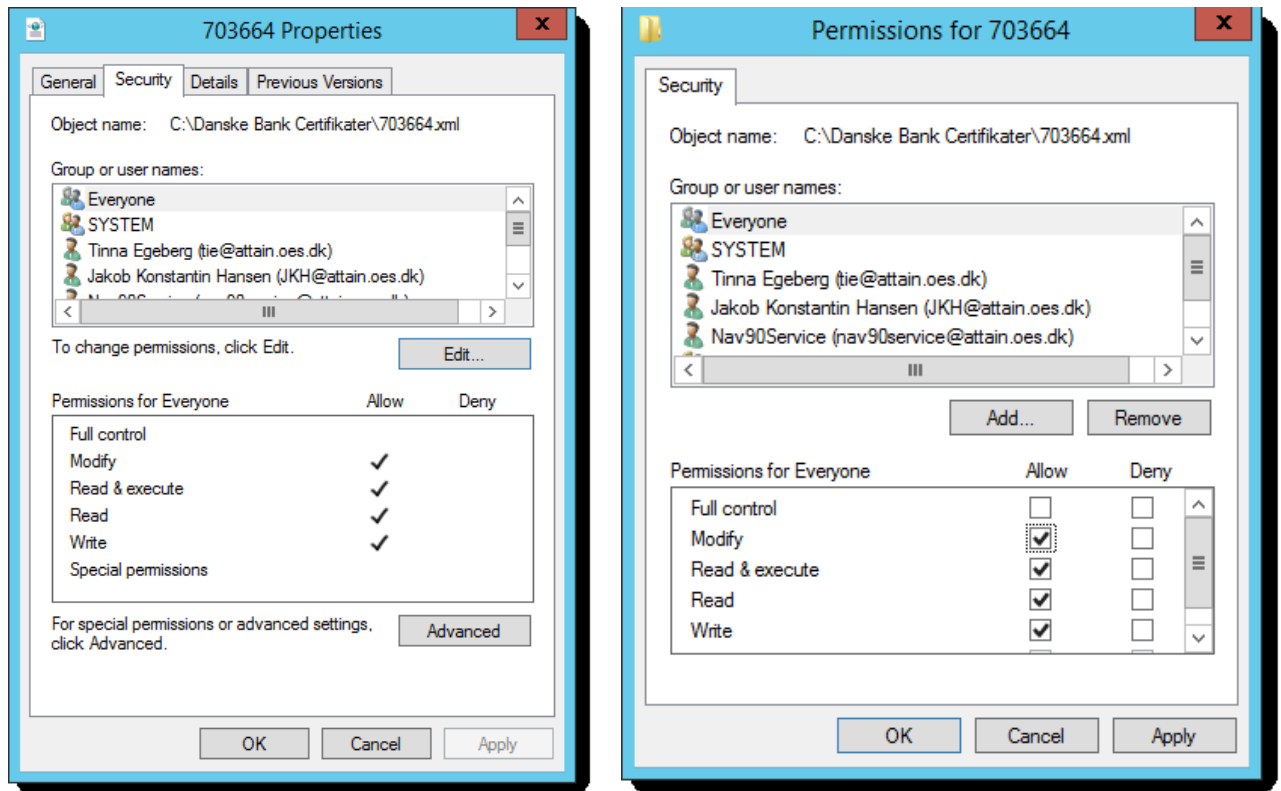 703664 Properties
x
General Security Details Previous Versions
Object name: C:\Danske Bank Certifikater\703664.xml
Group or user names:
Everyone
SYSTEM
Tinna Egeberg (tie@attain.oes.dk)
Jakob Konstantin Hansen (JKH@attain.oes.dk)
To change permissions, click Edit.
Edit...
Permissions for Everyone Allow Deny
Full control
Modify
Read & execute
Read
Write
Special permissions
For special permissions or advanced settings,
click Advanced.
Advanced
OK Cancel Apply
Permissions for 703664
x
Security
Object name: C:\Danske Bank Certifikater\703664.xml
Group or user names:
Everyone
SYSTEM
Tinna Egeberg (tie@attain.oes.dk)
Jakob Konstantin Hansen (JKH@attain.oes.dk)
Nav90Service (nav90service@attain.oes.dk)
Add... Remove
Permissions for Everyone Allow Deny
Full control
Modify
Read & execute
Read
Write
OK Cancel Apply